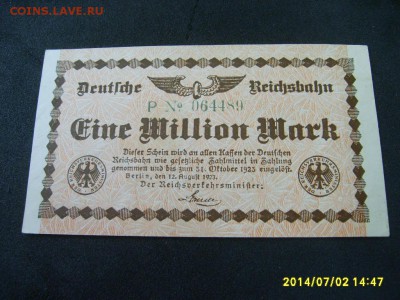 COINS.LAVE.RU
Deutsche Reichsbahn
P No 064489
Eine Million Mark
Dieser Schein wird an allen Kassen der Deutschen
Reichsbahn wie gesetzliche Zahlmittel in Zahlung
genommen und bis zum 31. Oktober 1923 eingelöst.
Berlin, den 12. August 1923.
Der Reichsverkehrsminister:
2014/07/02 14:47